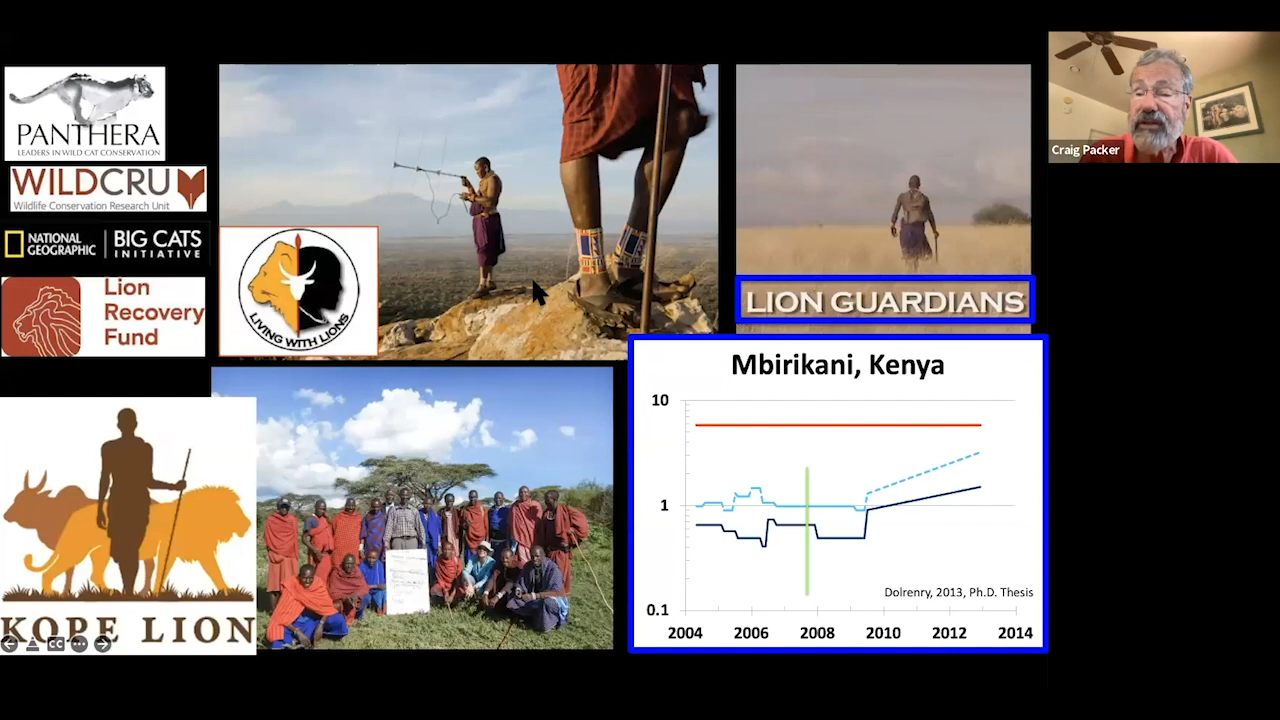 PANTHERA
LEADERS IN WILD CAT CONSERVATION
WILDCRU
Wildlife Conservation Research Unit
NATIONAL
GEOGRAPHIC
BIG CATS
INITIATIVE
Lion
Recovery
Fund
LIVING WITH LIONS
LION GUARDIANS
Craig Packer
KOPE LION
CC
Mbirikani, Kenya
10
1
0.1
Dolrenry, 2013, Ph.D. Thesis
2004 2006 2008 2010 2012 2014